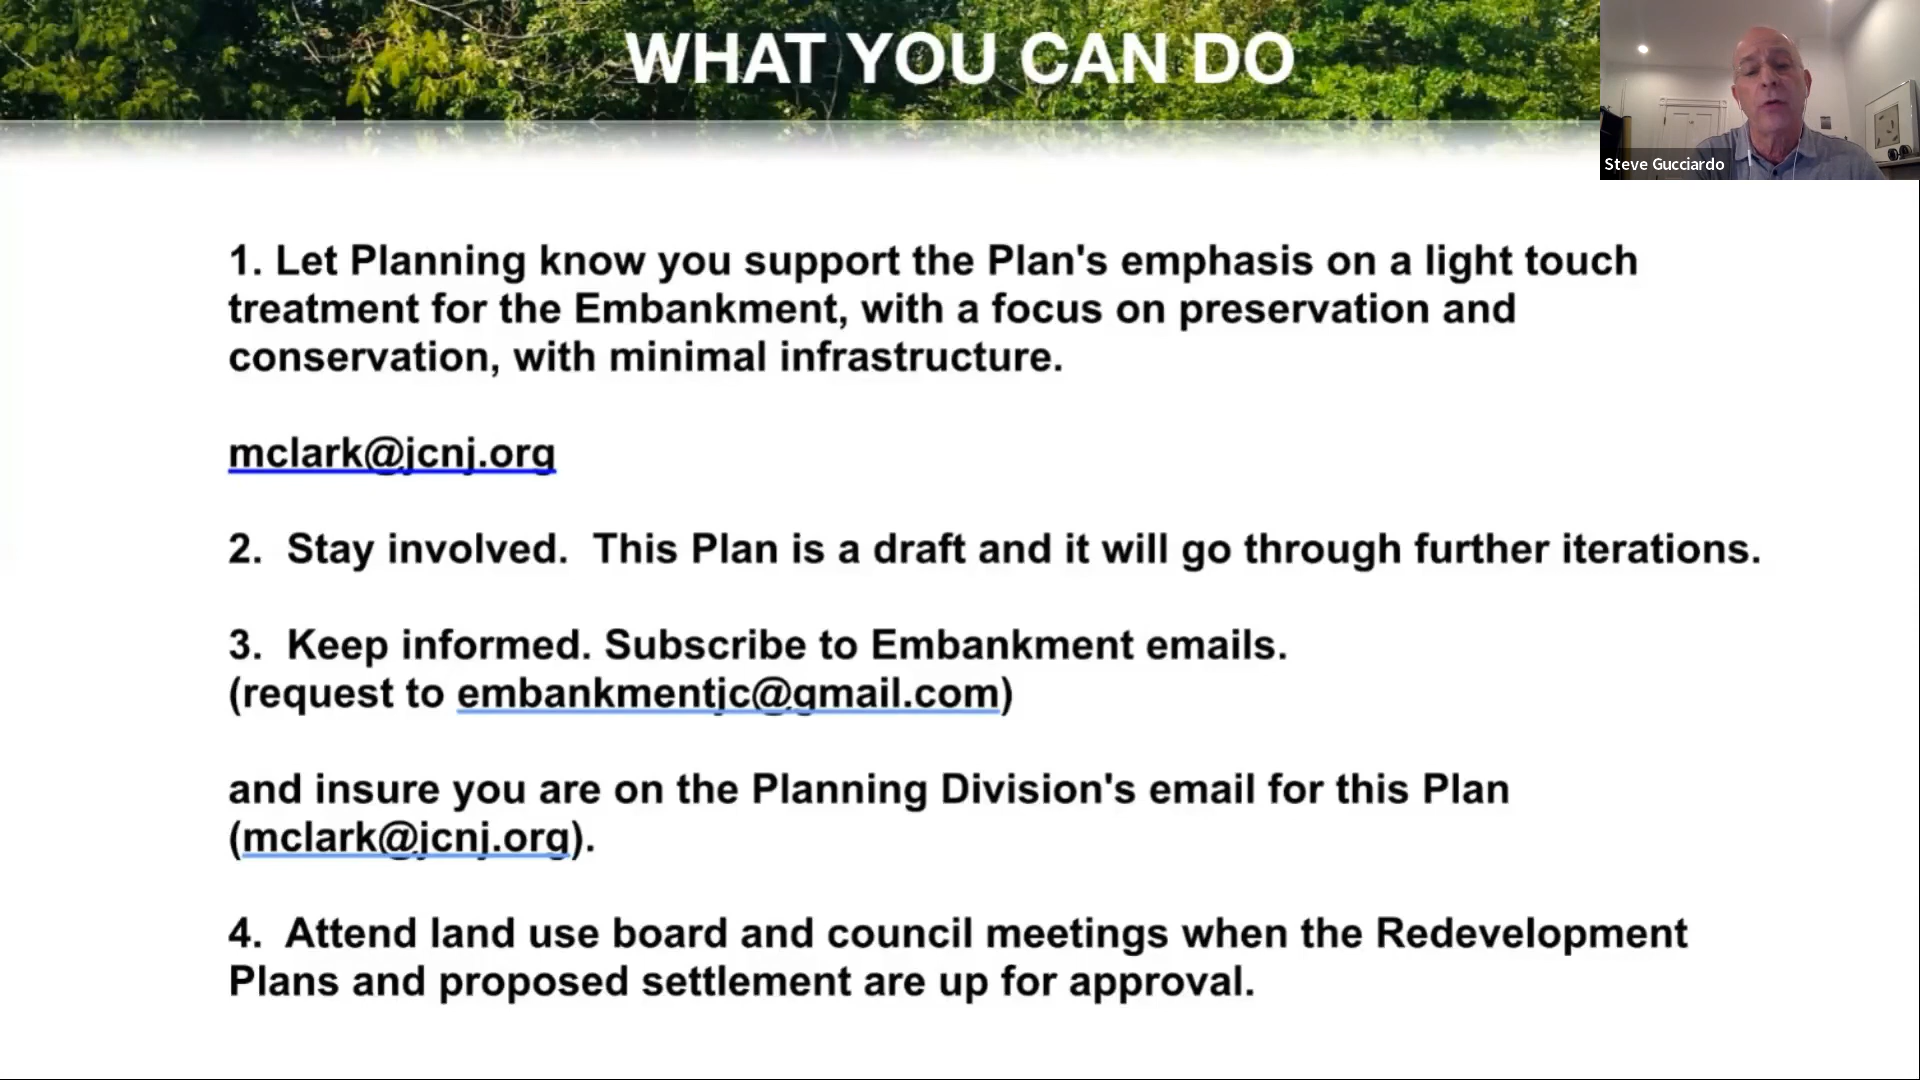 WHAT YOU CAN DO
Steve Gucciardo
1. Let Planning know you support the Plan's emphasis on a light touch
treatment for the Embankment, with a focus on preservation and
conservation, with minimal infrastructure.
mclark@jcnj.org
2.  Stay involved.  This Plan is a draft and it will go through further iterations.
3.  Keep informed. Subscribe to Embankment emails.
(request to embankmentjc@gmail.com)
and insure you are on the Planning Division's email for this Plan
(mclark@jcnj.org).
4.  Attend land use board and council meetings when the Redevelopment
Plans and proposed settlement are up for approval.